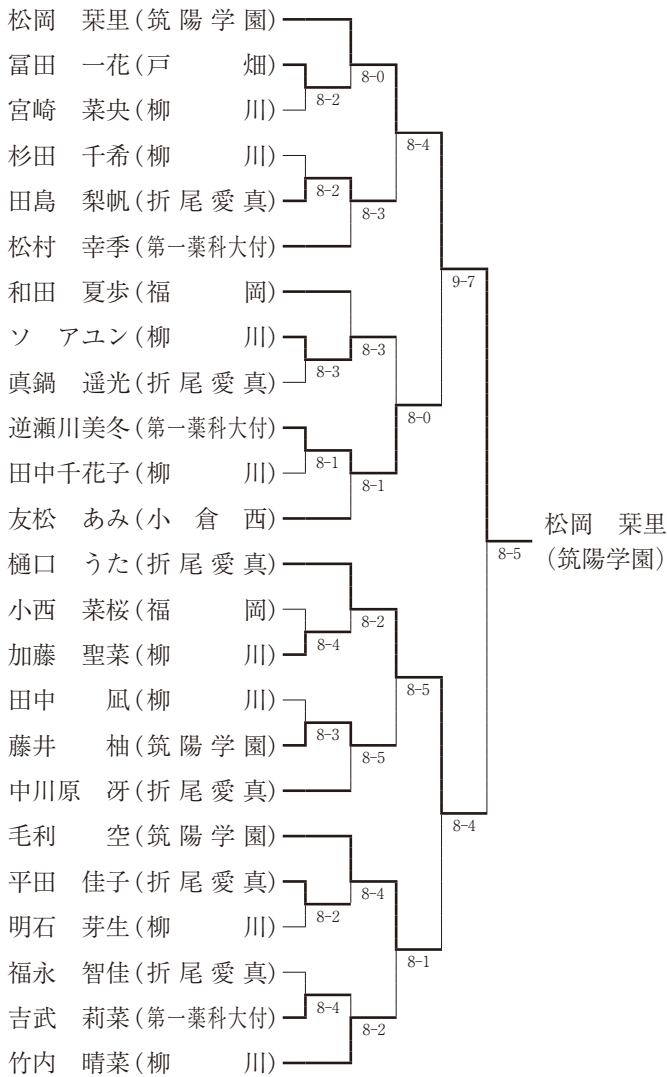 松岡 栞里(筑陽学園)
冨田 一花(戸 畑)
宮崎 菜央(柳 川)
杉田 千希(柳 川)
田島 梨帆(折尾愛真)
松村 幸季(第一薬科大付)
和田 夏歩(福 岡)
ソ アユン(柳 川)
真鍋 遥光(折尾愛真)
逆瀬川美冬(第一薬科大付)
田中千花子(柳 川)
友松 あみ(小倉西)
樋口 うた(折尾愛真)
小西 菜桜(福 岡)
加藤 聖菜(柳 川)
田中 凪(柳 川)
藤井 柚(筑陽学園)
中川原 冴(折尾愛真)
毛利 空(筑陽学園)
平田 佳子(折尾愛真)
明石 芽生(柳 川)
福永 智佳(折尾愛真)
吉武 莉菜(第一薬科大付)
竹内 晴菜(柳 川)
8-2
8-2
8-3
8-1
8-4
8-3
8-2
8-4
8-0
8-3
8-3
8-1
8-2
8-5
8-4
8-2
8-4
8-0
8-5
8-1
9-7
8-4
8-5
松岡 栞里
(筑陽学園)